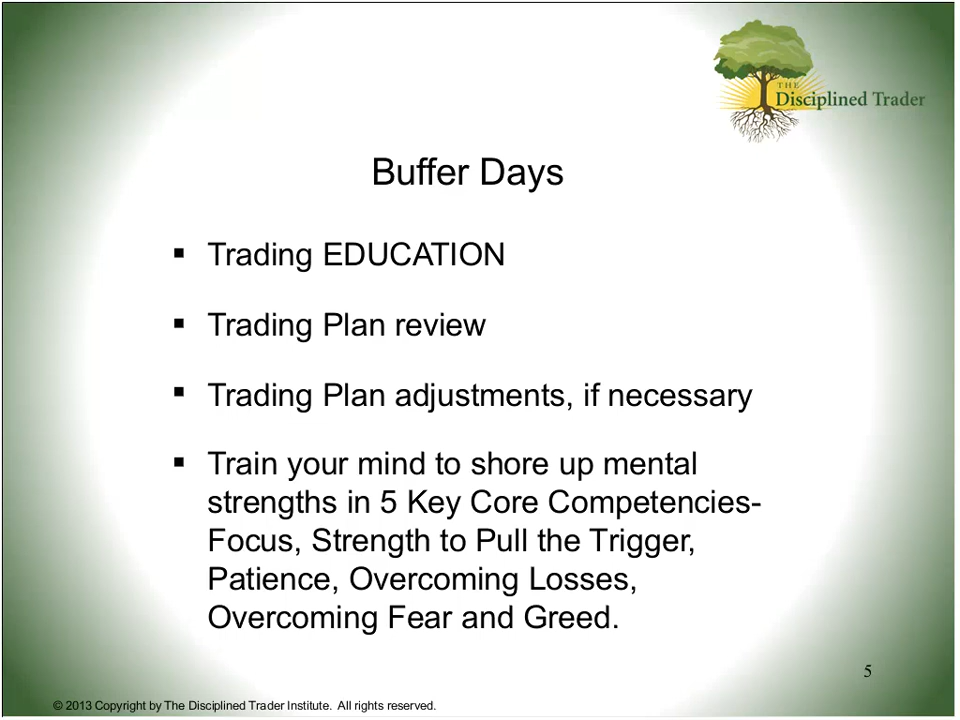 THE
Disciplined Trader
Buffer Days
▪ Trading EDUCATION
▪ Trading Plan review
▪ Trading Plan adjustments, if necessary
▪ Train your mind to shore up mental
strengths in 5 Key Core Competencies-
Focus, Strength to Pull the Trigger,
Patience, Overcoming Losses,
Overcoming Fear and Greed.
5
© 2013 Copyright by The Disciplined Trader Institute.  All rights reserved.